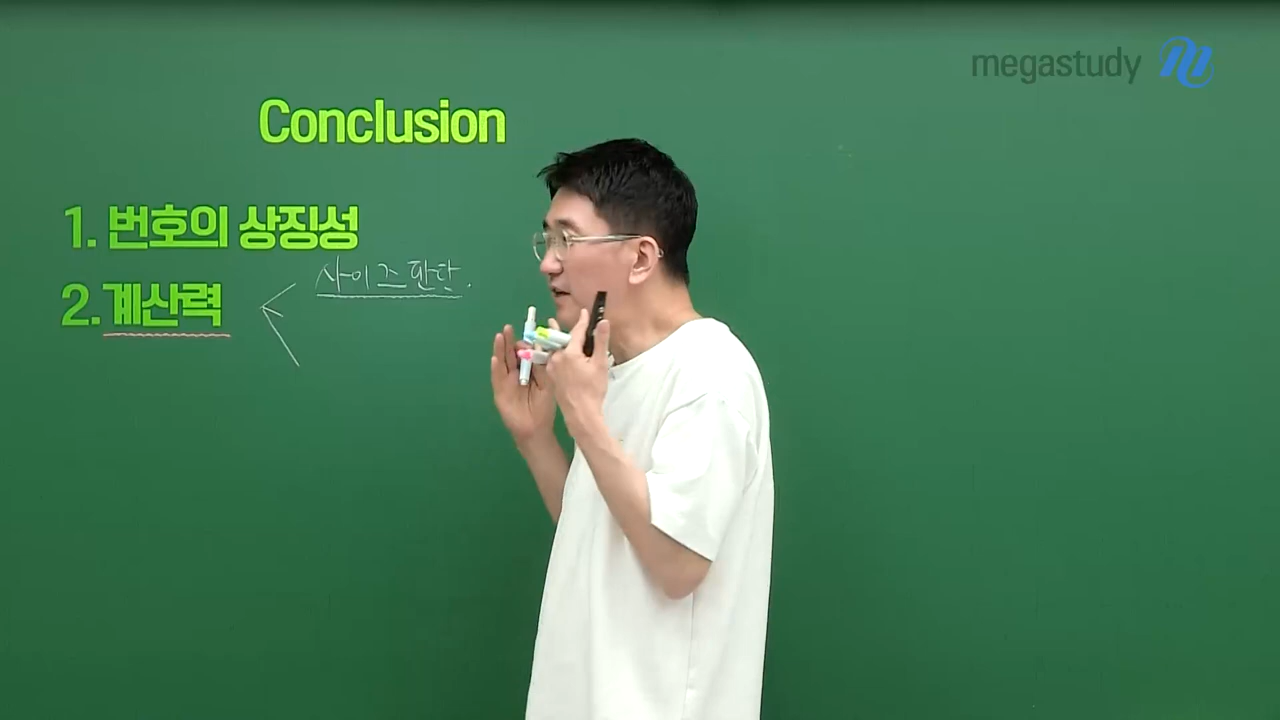 megastudy
Conclusion
1. 번호의 상징성
사이즈 판단.
2. 계산력